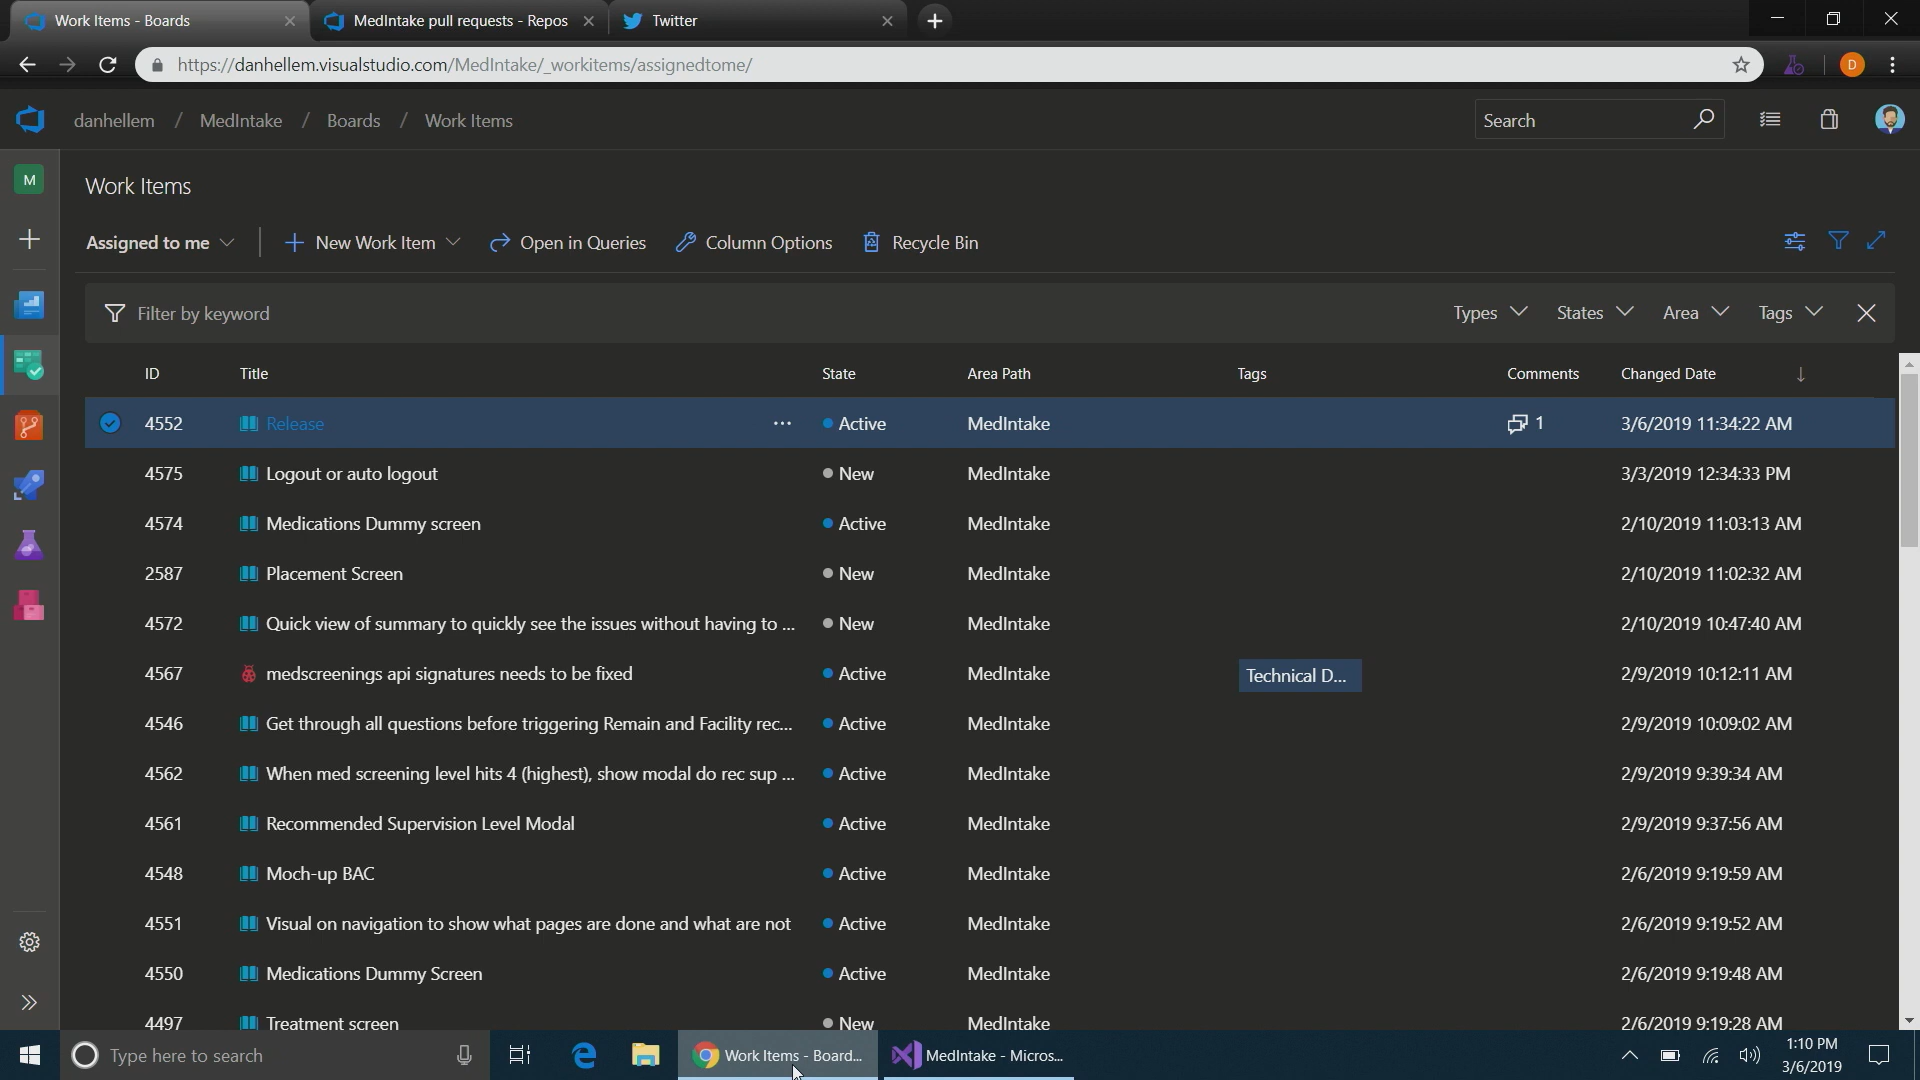 Work Items - Boards
MedIntake pull requests - Repos
Twitter
https://danhellem.visualstudio.com/MedIntake/_workitems/assignedtome/
D
danhellem / MedIntake / Boards / Work Items
Search
M
Work Items
Assigned to me
New Work Item
Open in Queries
Column Options
Recycle Bin
Filter by keyword
Types
States
Area
Tags
ID Title State Area Path Tags Comments Changed Date
4552 Release ... Active MedIntake 1 3/6/2019 11:34:22 AM
4575 Logout or auto logout New MedIntake 3/3/2019 12:34:33 PM
4574 Medications Dummy screen Active MedIntake 2/10/2019 11:03:13 AM
2587 Placement Screen New MedIntake 2/10/2019 11:02:32 AM
4572 Quick view of summary to quickly see the issues without having to ... New MedIntake 2/10/2019 10:47:40 AM
4567 medscreenings api signatures needs to be fixed Active MedIntake Technical D... 2/9/2019 10:12:11 AM
4546 Get through all questions before triggering Remain and Facility rec... Active MedIntake 2/9/2019 10:09:02 AM
4562 When med screening level hits 4 (highest), show modal do rec sup ... Active MedIntake 2/9/2019 9:39:34 AM
4561 Recommended Supervision Level Modal Active MedIntake 2/9/2019 9:37:56 AM
4548 Moch-up BAC Active MedIntake 2/6/2019 9:19:59 AM
4551 Visual on navigation to show what pages are done and what are not Active MedIntake 2/6/2019 9:19:52 AM
4550 Medications Dummy Screen Active MedIntake 2/6/2019 9:19:48 AM
4497 Treatment screen New MedIntake 2/6/2019 9:19:28 AM
Type here to search
Work Items - Board...
MedIntake - Micros...
1:10 PM
3/6/2019